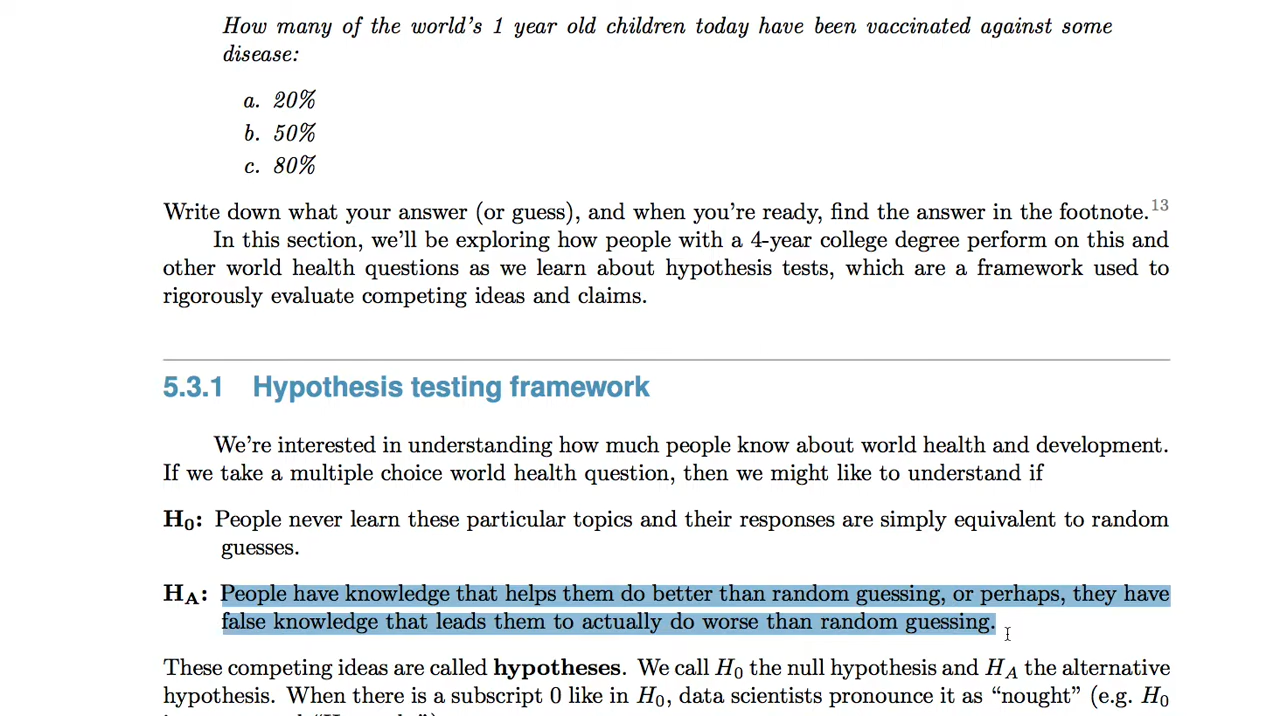 How many of the world's 1 year old children today have been vaccinated against some
disease:
a. 20%
b. 50%
c. 80%
Write down what your answer (or guess), and when you're ready, find the answer in the footnote.13
In this section, we'll be exploring how people with a 4-year college degree perform on this and
other world health questions as we learn about hypothesis tests, which are a framework used to
rigorously evaluate competing ideas and claims.
5.3.1 Hypothesis testing framework
We're interested in understanding how much people know about world health and development.
If we take a multiple choice world health question, then we might like to understand if
H0: People never learn these particular topics and their responses are simply equivalent to random
guesses.
HA: People have knowledge that helps them do better than random guessing, or perhaps, they have
false knowledge that leads them to actually do worse than random guessing.
These competing ideas are called hypotheses. We call H0 the null hypothesis and HA the alternative
hypothesis. When there is a subscript 0 like in H0, data scientists pronounce it as “nought” (e.g. H0